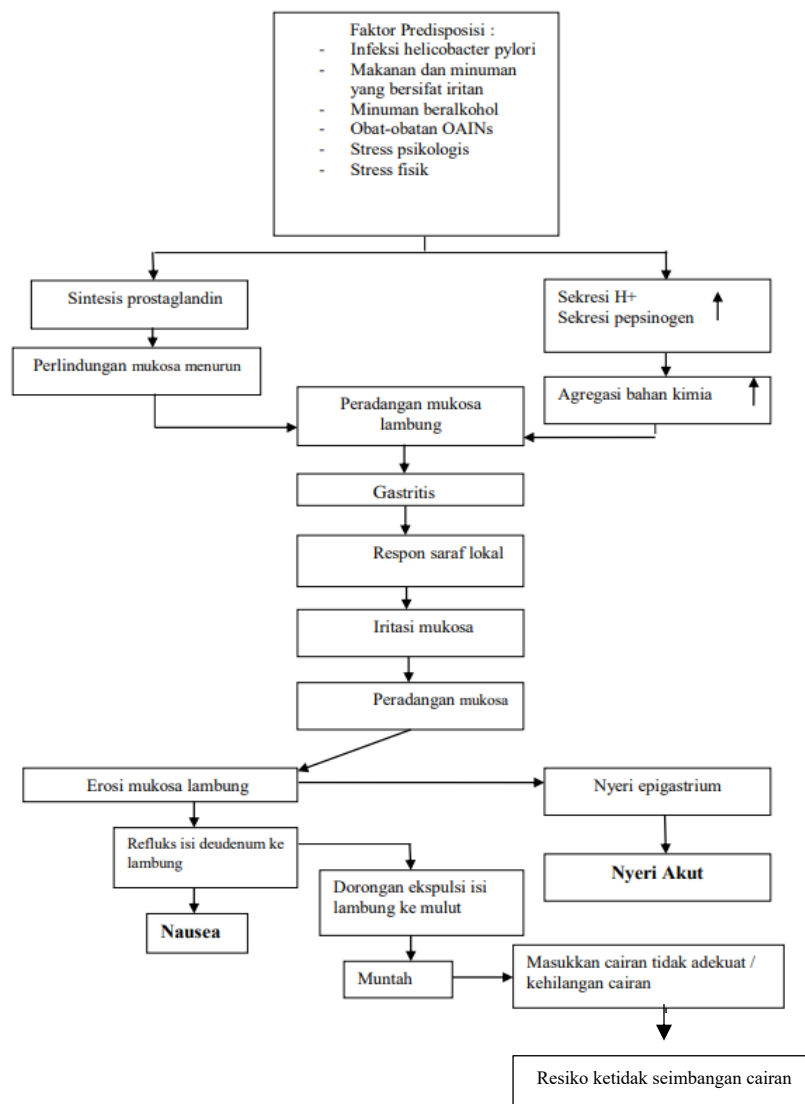 Faktor Predisposisi :
- Infeksi helicobacter pylori
- Makanan dan minuman
yang bersifat iritan
- Minuman beralkohol
- Obat-obatan OAINs
- Stress psikologis
- Stress fisik
Sintesis prostaglandin
Sekresi H+
Sekresi pepsinogen
Perlindungan mukosa menurun
Agregasi bahan kimia
Peradangan mukosa
lambung
Gastritis
Respon saraf lokal
Iritasi mukosa
Peradangan mukosa
Erosi mukosa lambung
Nyeri epigastrium
Refluks isi deudenum ke
lambung
Nyeri Akut
Dorongan ekspulsi isi
lambung ke mulut
Nausea
Muntah
Masukkan cairan tidak adekuat /
kehilangan cairan
Resiko ketidak seimbangan cairan